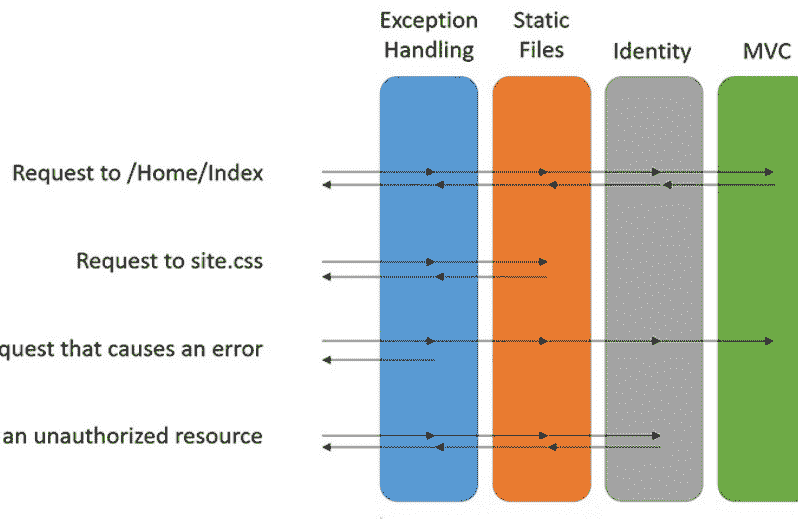 Exception
Handling
Static
Files
Identity
MVC
Request to /Home/Index
Request to site.css
quest that causes an error
an unauthorized resource